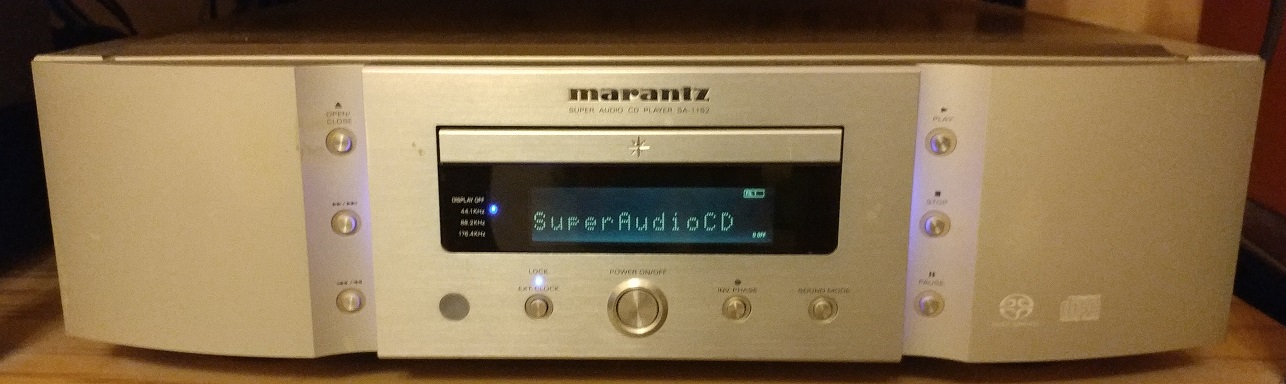 marantz
SUPER AUDIO CD PLAYER SA-11S2
OPEN/
CLOSE
PLAY
DISPLAY OFF
44.1KHz
88.2KHz
176.4KHz
SuperAudioCD
STOP
LOCK
EXT.CLOCK
POWER ON/OFF
INV PHASE
SOUND MODE
PAUSE